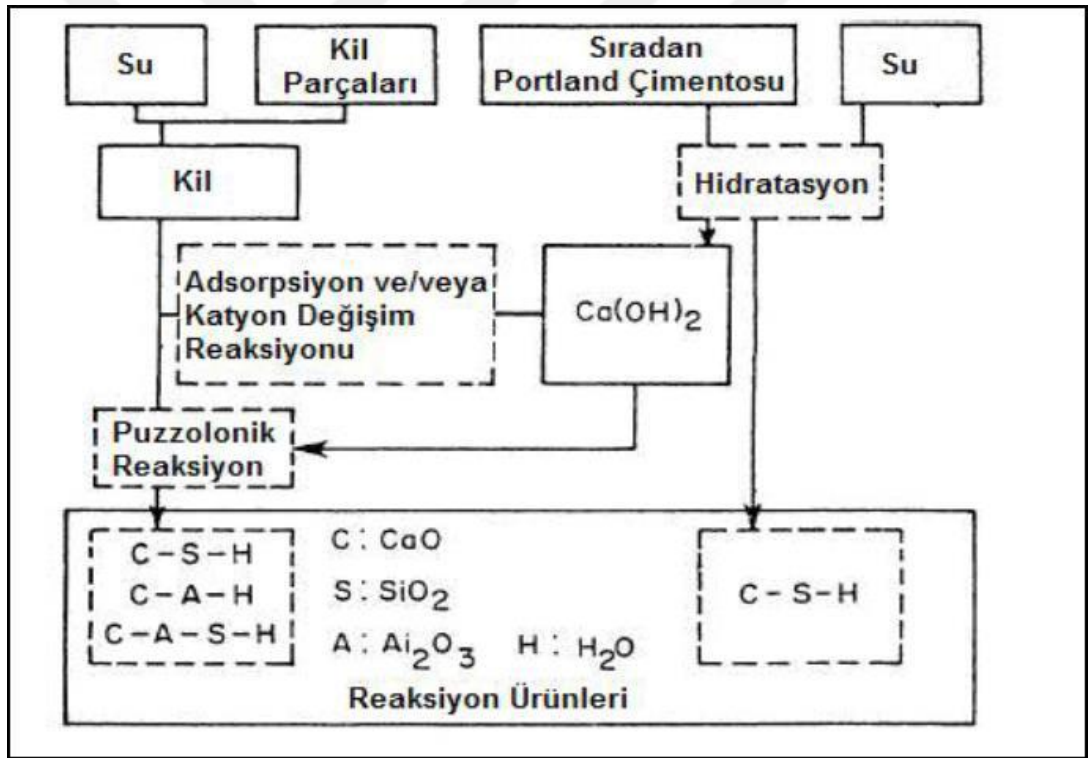 Su
Kil
Parçaları
Sıradan
Portland Çimentosu
Su
Kil
Hidratasyon
Adsorpsiyon ve/veya
Katyon Değişim
Reaksiyonu
Ca(OH)2
Puzzolonik
Reaksiyon
C-S-H
C-A-H
C-A-S-H
C : CaO
S : SiO2
A : Ai2O3 H : H2O
C-S-H
Reaksiyon Ürünleri